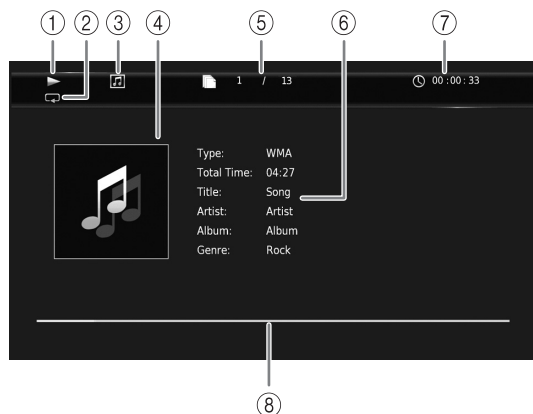 ① ② ③ ④ ⑤ ⑥ ⑦
1 / 13 00:00:33
Type: WMA
Total Time: 04:27
Title: Song
Artist: Artist
Album: Album
Genre: Rock
⑧